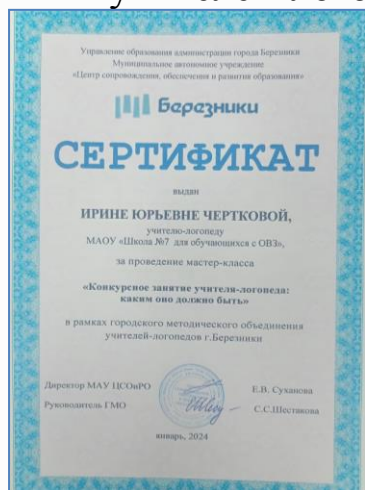 Управление образования администрации города Березники
Муниципальное автономное учреждение
«Центр сопровождения, обеспечения и развития образования»
Березники
СЕРТИФИКАТ
выдан
ИРИНЕ ЮРЬЕВНЕ ЧЕРТКОВОЙ,
учителю-логопеду
МАОУ «Школа №7 для обучающихся с ОВЗ»,
за проведение мастер-класса
«Конкурсное занятие учителя-логопеда:
каким оно должно быть»
в рамках городского методического объединения
учителей-логопедов г.Березники
Директор МАУ ЦСОиРО Е.В. Суханова
Руководитель ГМО С.С.Шестакова
январь, 2024